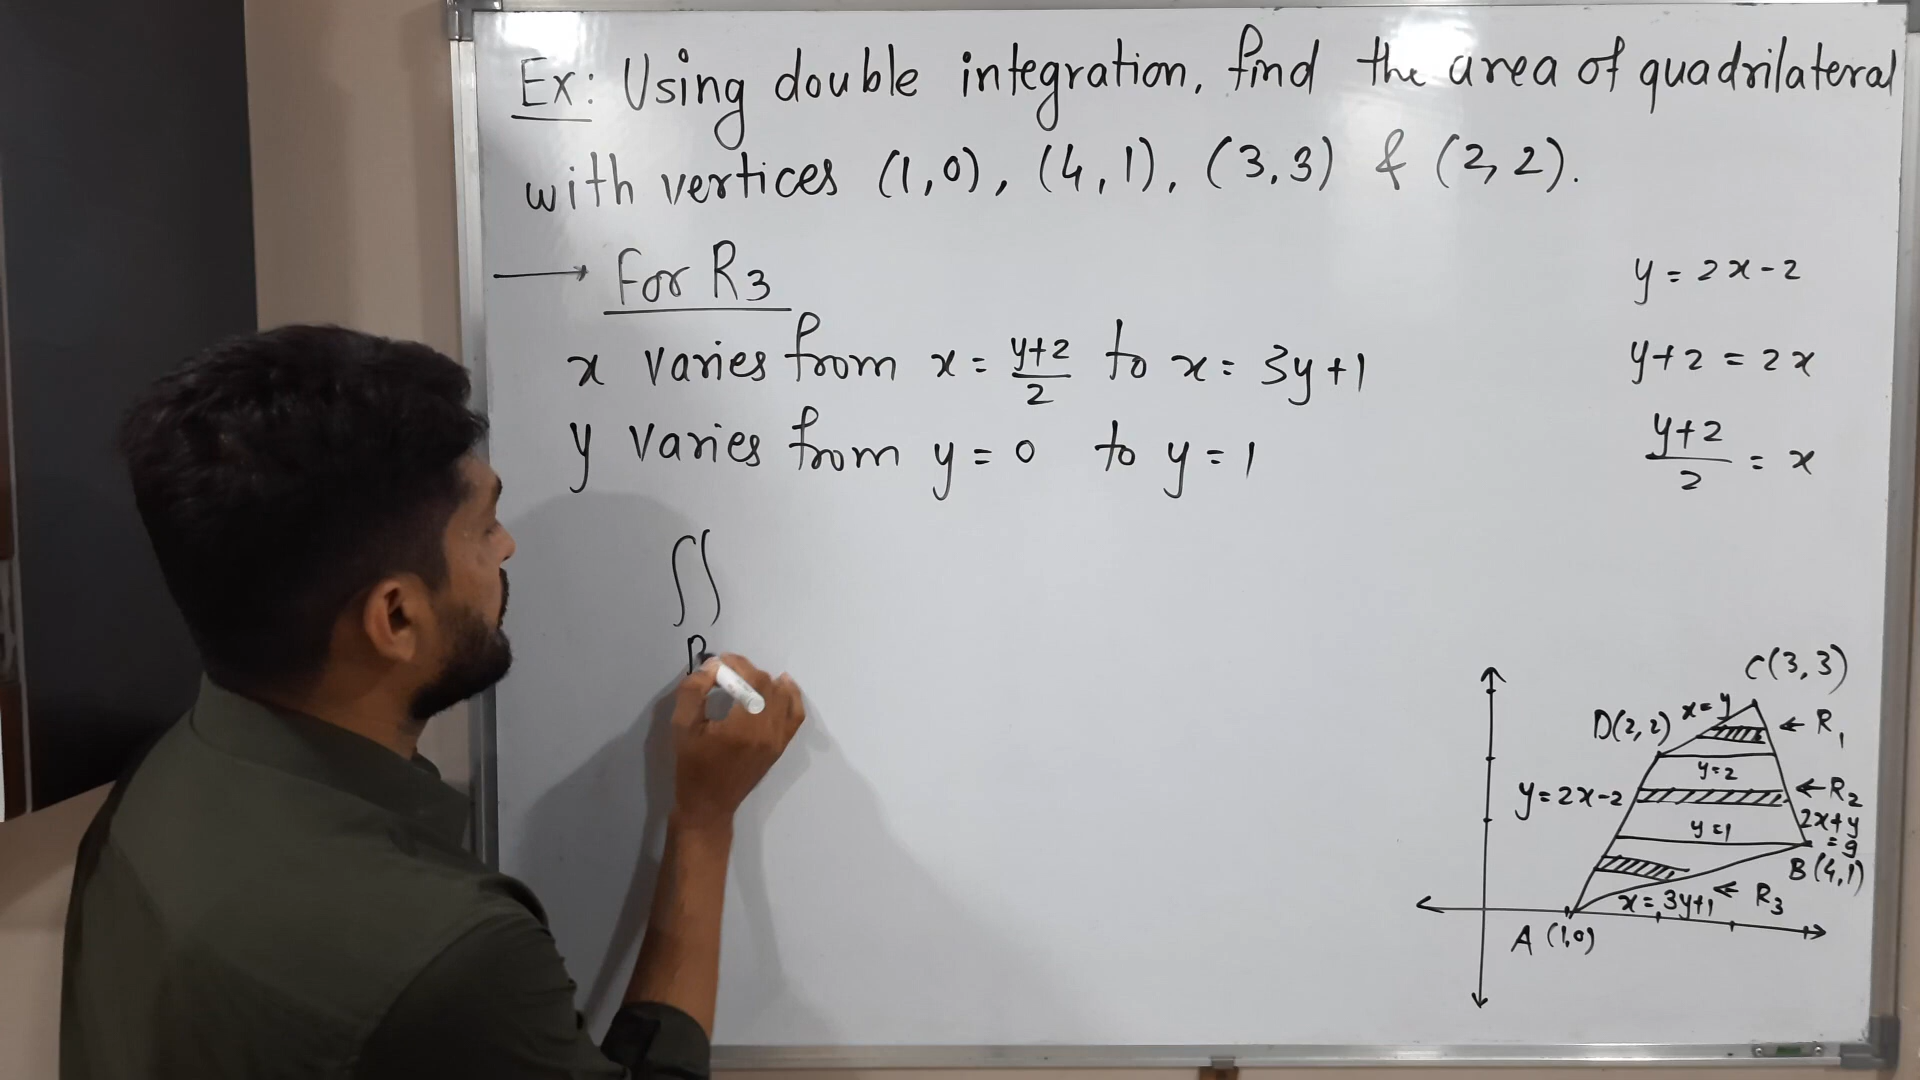 Ex: Using double integration, find the area of quadrilateral
with vertices (1,0), (4,1), (3,3) & (2,2).
→ For R3
x varies from x = y+2/2 to x = 3y+1
y varies from y = 0 to y = 1
∬
R
y = 2x-2
y+2 = 2x
y+2/2 = x
C(3,3)
D(2,2) x=y ← R1
y=2
y=2x-2 ← R2
y=1 2x+y
=9
B(4,1)
x=3y+1 ← R3
A(1,0)